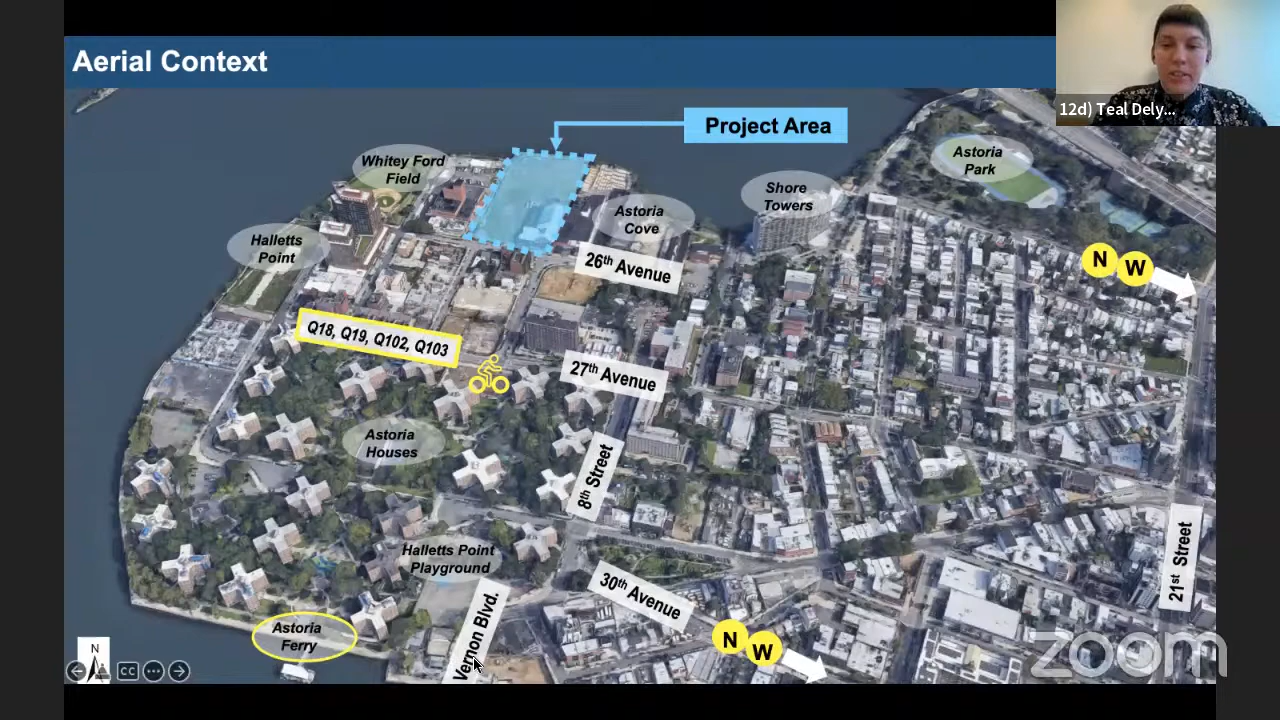 Aerial Context
12d) Teal Dely...
Project Area
Whitey Ford
Field
Astoria
Park
Shore
Towers
Astoria
Cove
Halletts
Point
26th Avenue
N W
Q18, Q19, Q102, Q103
27th Avenue
Astoria
Houses
8th Street
Halletts Point
Playground
30th Avenue
21st Street
Vernon Blvd.
Astoria
Ferry
N W
N
CC
zoom